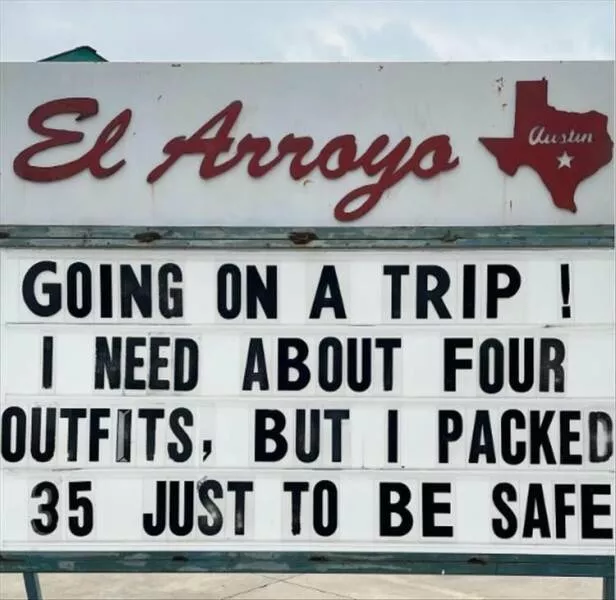 El Arroyo
Austin
GOING ON A TRIP !
I NEED ABOUT FOUR
OUTFITS, BUT I PACKED
35 JUST TO BE SAFE